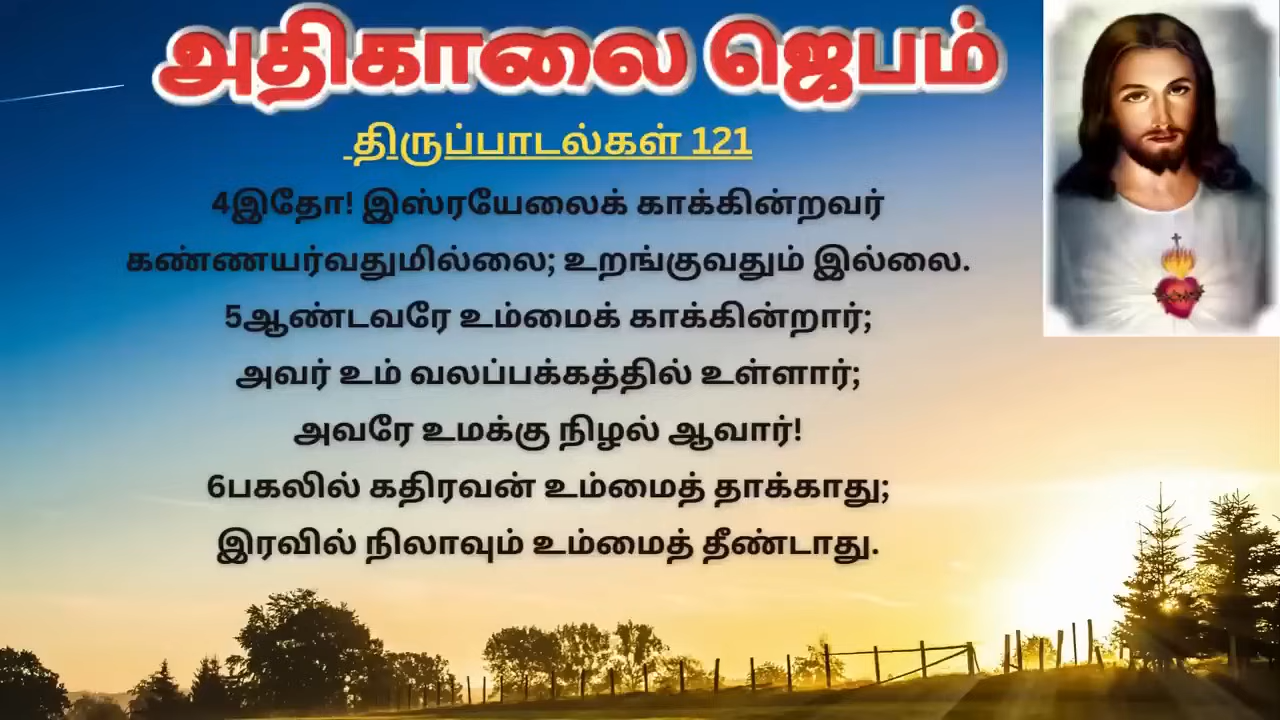 அதிகாலை ஜெபம்
திருப்பாடல்கள் 121
4இதோ! இஸ்ரயேலைக் காக்கின்றவர்
கண்ணயர்வதுமில்லை; உறங்குவதும் இல்லை.
5ஆண்டவரே உம்மைக் காக்கின்றார்;
அவர் உம் வலப்பக்கத்தில் உள்ளார்;
அவரே உமக்கு நிழல் ஆவார்!
6பகலில் கதிரவன் உம்மைத் தாக்காது;
இரவில் நிலாவும் உம்மைத் தீண்டாது.